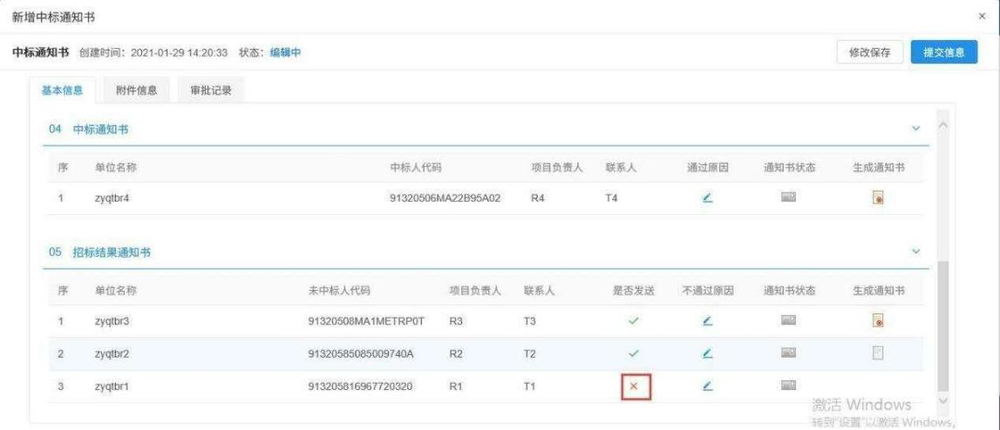 新增中标通知书
中标通知书 创建时间：2021-01-29 14:20:33 状态：编辑中 修改保存 提交信息
基本信息 附件信息 审批记录
04 中标通知书
序 单位名称 中标人代码 项目负责人 联系人 通过原因 通知书状态 生成通知书
1 zyqtbr4 91320506MA22B95A02 R4 T4
05 招标结果通知书
序 单位名称 未中标人代码 项目负责人 联系人 是否发送 不通过原因 通知书状态 生成通知书
1 zyqtbr3 91320508MA1METRP0T R3 T3
2 zyqtbr2 91320585085009740A R2 T2
3 zyqtbr1 913205816967720320 R1 T1
激活 Windows
转到"设置"以激活 Windows。